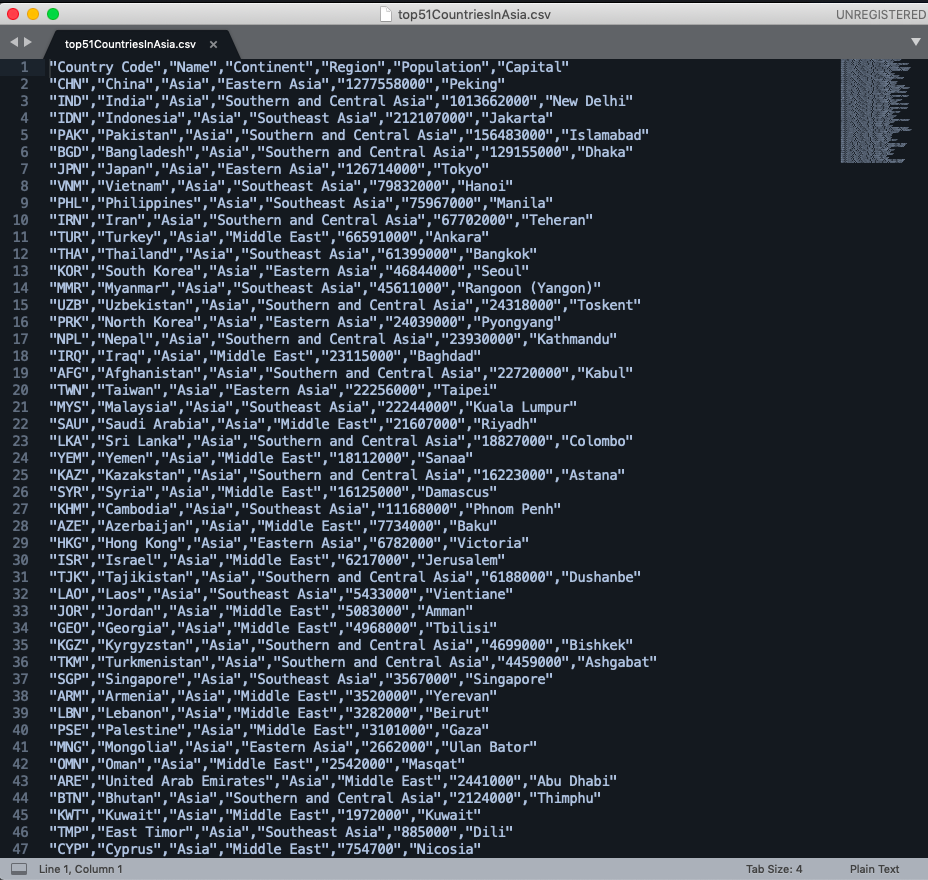 top51CountriesInAsia.csv
UNREGISTERED
top51CountriesInAsia.csv ×
1 "Country Code","Name","Continent","Region","Population","Capital"
2 "CHN","China","Asia","Eastern Asia","1277558000","Peking"
3 "IND","India","Asia","Southern and Central Asia","1013662000","New Delhi"
4 "IDN","Indonesia","Asia","Southeast Asia","212107000","Jakarta"
5 "PAK","Pakistan","Asia","Southern and Central Asia","156483000","Islamabad"
6 "BGD","Bangladesh","Asia","Southern and Central Asia","129155000","Dhaka"
7 "JPN","Japan","Asia","Eastern Asia","126714000","Tokyo"
8 "VNM","Vietnam","Asia","Southeast Asia","79832000","Hanoi"
9 "PHL","Philippines","Asia","Southeast Asia","75967000","Manila"
10 "IRN","Iran","Asia","Southern and Central Asia","67702000","Teheran"
11 "TUR","Turkey","Asia","Middle East","66591000","Ankara"
12 "THA","Thailand","Asia","Southeast Asia","61399000","Bangkok"
13 "KOR","South Korea","Asia","Eastern Asia","46844000","Seoul"
14 "MMR","Myanmar","Asia","Southeast Asia","45611000","Rangoon (Yangon)"
15 "UZB","Uzbekistan","Asia","Southern and Central Asia","24318000","Toskent"
16 "PRK","North Korea","Asia","Eastern Asia","24039000","Pyongyang"
17 "NPL","Nepal","Asia","Southern and Central Asia","23930000","Kathmandu"
18 "IRQ","Iraq","Asia","Middle East","23115000","Baghdad"
19 "AFG","Afghanistan","Asia","Southern and Central Asia","22720000","Kabul"
20 "TWN","Taiwan","Asia","Eastern Asia","22256000","Taipei"
21 "MYS","Malaysia","Asia","Southeast Asia","22244000","Kuala Lumpur"
22 "SAU","Saudi Arabia","Asia","Middle East","21607000","Riyadh"
23 "LKA","Sri Lanka","Asia","Southern and Central Asia","18827000","Colombo"
24 "YEM","Yemen","Asia","Middle East","18112000","Sanaa"
25 "KAZ","Kazakstan","Asia","Southern and Central Asia","16223000","Astana"
26 "SYR","Syria","Asia","Middle East","16125000","Damascus"
27 "KHM","Cambodia","Asia","Southeast Asia","11168000","Phnom Penh"
28 "AZE","Azerbaijan","Asia","Middle East","7734000","Baku"
29 "HKG","Hong Kong","Asia","Eastern Asia","6782000","Victoria"
30 "ISR","Israel","Asia","Middle East","6217000","Jerusalem"
31 "TJK","Tajikistan","Asia","Southern and Central Asia","6188000","Dushanbe"
32 "LAO","Laos","Asia","Southeast Asia","5433000","Vientiane"
33 "JOR","Jordan","Asia","Middle East","5083000","Amman"
34 "GEO","Georgia","Asia","Middle East","4968000","Tbilisi"
35 "KGZ","Kyrgyzstan","Asia","Southern and Central Asia","4699000","Bishkek"
36 "TKM","Turkmenistan","Asia","Southern and Central Asia","4459000","Ashgabat"
37 "SGP","Singapore","Asia","Southeast Asia","3567000","Singapore"
38 "ARM","Armenia","Asia","Middle East","3520000","Yerevan"
39 "LBN","Lebanon","Asia","Middle East","3282000","Beirut"
40 "PSE","Palestine","Asia","Middle East","3101000","Gaza"
41 "MNG","Mongolia","Asia","Eastern Asia","2662000","Ulan Bator"
42 "OMN","Oman","Asia","Middle East","2542000","Masqat"
43 "ARE","United Arab Emirates","Asia","Middle East","2441000","Abu Dhabi"
44 "BTN","Bhutan","Asia","Southern and Central Asia","2124000","Thimphu"
45 "KWT","Kuwait","Asia","Middle East","1972000","Kuwait"
46 "TMP","East Timor","Asia","Southeast Asia","885000","Dili"
47 "CYP","Cyprus","Asia","Middle East","754700","Nicosia"
Line 1, Column 1
Tab Size: 4
Plain Text